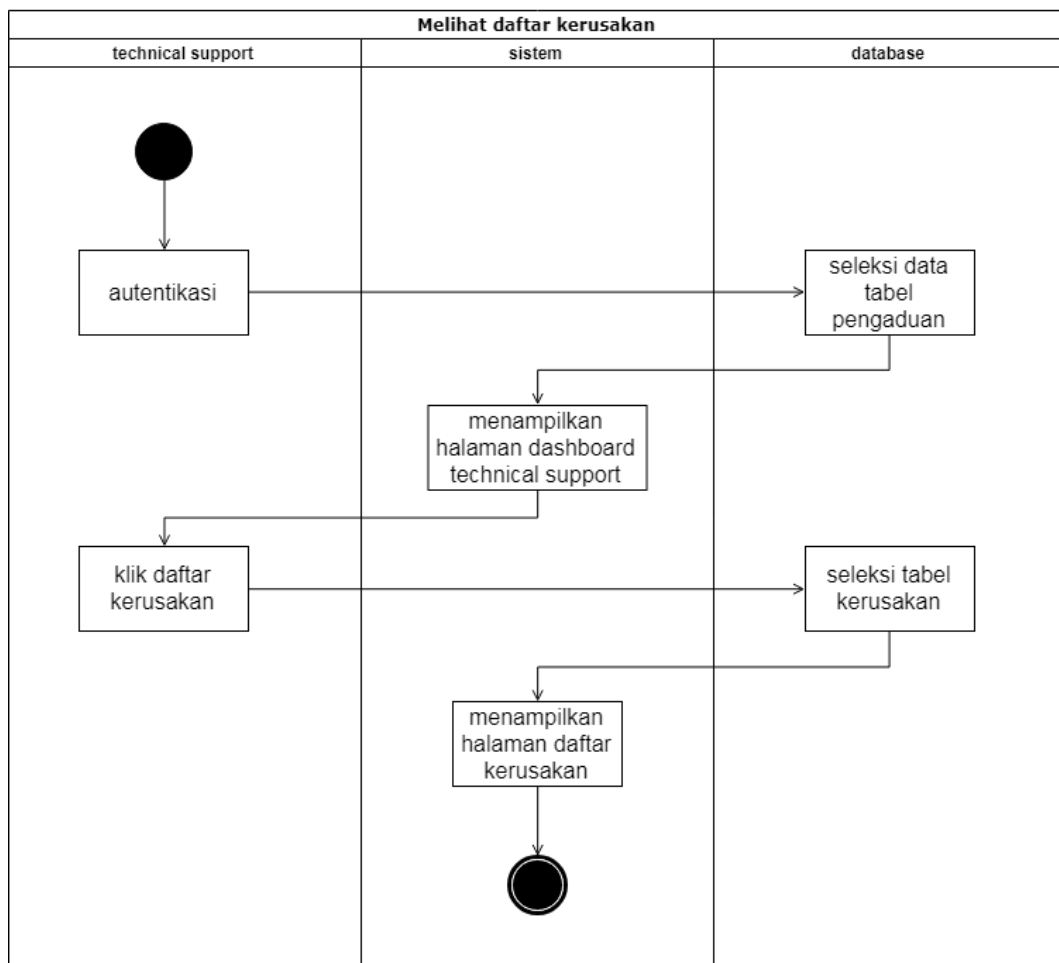 Melihat daftar kerusakan
technical support
sistem
database
autentikasi
seleksi data
tabel
pengaduan
menampilkan
halaman dashboard
technical support
klik daftar
kerusakan
seleksi tabel
kerusakan
menampilkan
halaman daftar
kerusakan